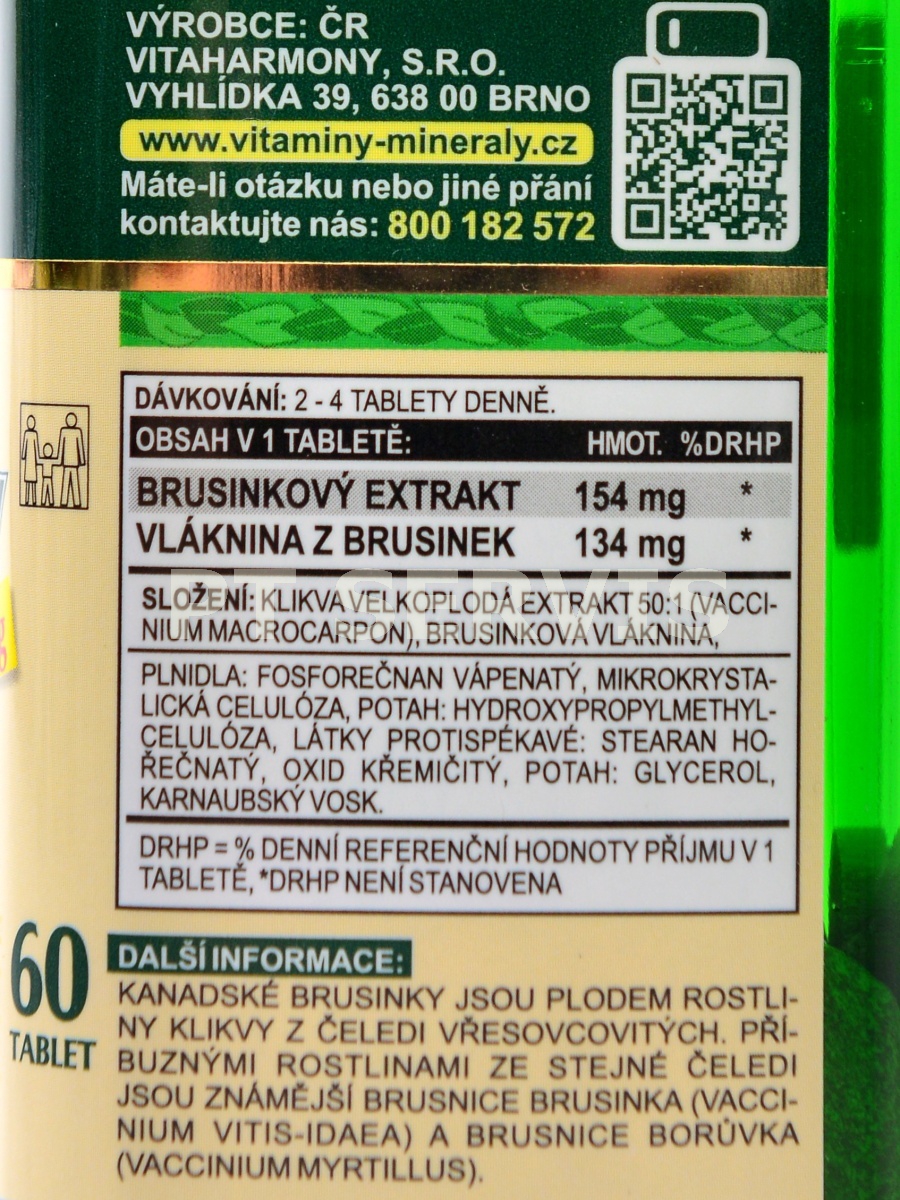 VÝROBCE: ČR
VITAHARMONY, S.R.O.
VYHLÍDKA 39, 638 00 BRNO
www.vitaminy-mineraly.cz
Máte-li otázku nebo jiné přání
kontaktujte nás: 800 182 572
DÁVKOVÁNÍ: 2 - 4 TABLETY DENNĚ.
OBSAH V 1 TABLETĚ: HMOT. %DRHP
BRUSINKOVÝ EXTRAKT 154 mg *
VLÁKNINA Z BRUSINEK 134 mg *
PT SERVIS
SLOŽENÍ: KLIKVA VELKOPLODÁ EXTRAKT 50:1 (VACCI-
NIUM MACROCARPON), BRUSINKOVÁ VLÁKNINA,
PLNIDLA: FOSFOREČNAN VÁPENATÝ, MIKROKRYSTA-
LICKÁ CELULÓZA, POTAH: HYDROXYPROPYLMETHYL-
CELULÓZA, LÁTKY PROTISPÉKAVÉ: STEARAN HO-
ŘEČNATÝ, OXID KŘEMIČITÝ, POTAH: GLYCEROL,
KARNAUBSKÝ VOSK.
DRHP = % DENNÍ REFERENČNÍ HODNOTY PŘÍJMU V 1
TABLETĚ, *DRHP NENÍ STANOVENA
60
TABLET
DALŠÍ INFORMACE:
KANADSKÉ BRUSINKY JSOU PLODEM ROSTLI-
NY KLIKVY Z ČELEDI VŘESOVCOVITÝCH. PŘÍ-
BUZNÝMI ROSTLINAMI ZE STEJNÉ ČELEDI
JSOU ZNÁMĚJŠÍ BRUSNICE BRUSINKA (VACCI-
NIUM VITIS-IDAEA) A BRUSNICE BORŮVKA
(VACCINIUM MYRTILLUS).